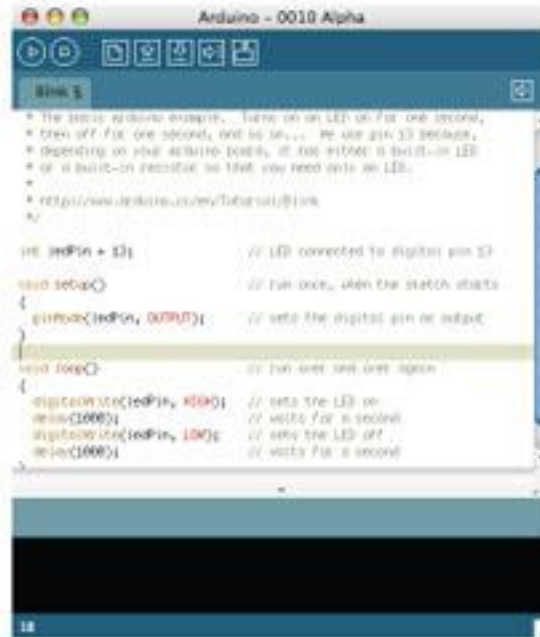 Arduino - 0010 Alpha
Blink §
* The basic Arduino example. Turns on an LED on for one second,
* then off for one second, and so on... We use pin 13 because,
* depending on your Arduino board, it has either a built-in LED
* or a built-in resistor so that you need only an LED.
*
* http://www.arduino.cc/en/Tutorial/Blink
*/
int ledPin = 13; // LED connected to digital pin 13
void setup() // run once, when the sketch starts
{
pinMode(ledPin, OUTPUT); // sets the digital pin as output
}
void loop() // run over and over again
{
digitalWrite(ledPin, HIGH); // sets the LED on
delay(1000); // waits for a second
digitalWrite(ledPin, LOW); // sets the LED off
delay(1000); // waits for a second
18